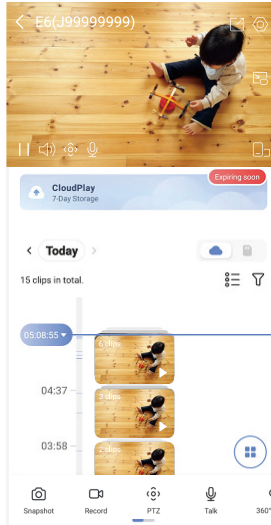 E6(J99999999)
Expiring soon
CloudPlay
7-Day Storage
Today
15 clips in total.
05:08:55
6 clips
04:37
3 clips
03:58
2 clips
Snapshot
Record
PTZ
Talk
360°